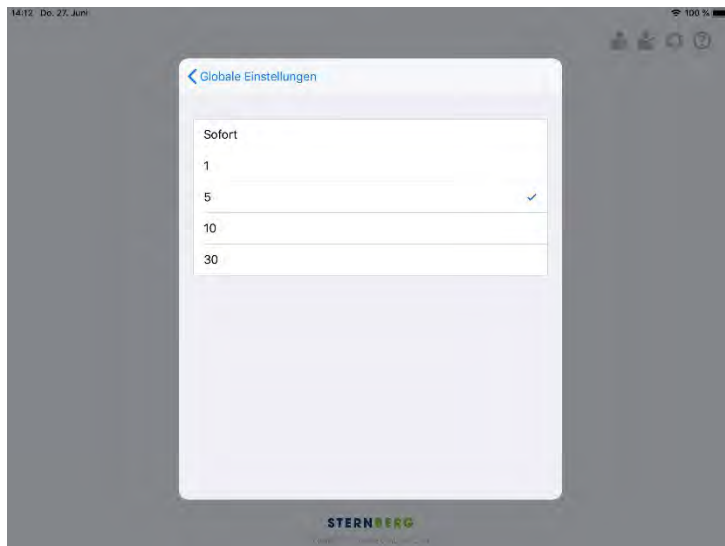 14:12 Do. 27. Juni
100 %
Globale Einstellungen
Sofort
1
5
10
30
STERNBERG